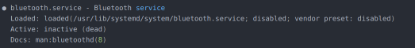 ● bluetooth.service - Bluetooth service
Loaded: loaded(/usr/lib/systemd/system/bluetooth.service; disabled; vendor preset: disabled)
Active: inactive (dead)
Docs: man:bluetoothd(8)